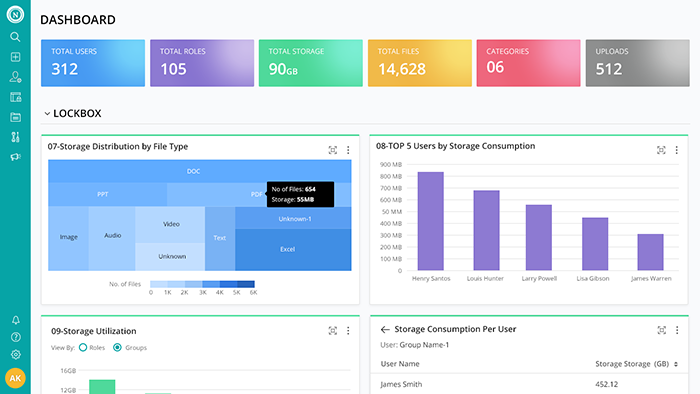 N
DASHBOARD
TOTAL USERS
312
TOTAL ROLES
105
TOTAL STORAGE
90GB
TOTAL FILES
14,628
CATEGORIES
06
UPLOADS
512
LOCKBOX
07-Storage Distribution by File Type
DOC
PPT
PDF
No of Files: 654
Storage: 55MB
Image
Audio
Video
Unknown
Text
Unknown-1
Excel
No. of Files
0 1K 2K 3K 4K 5K 6K
08-TOP 5 Users by Storage Consumption
900 MB
800 MB
700 MB
600 MB
50 MM
400 MB
300 MB
200 MB
100 MB
0
Henry Santos
Louis Hunter
Larry Powell
Lisa Gibison
James Warren
09-Storage Utilization
View By: Roles Groups
16GB
12GB
Storage Consumption Per User
User: Group Name-1
User Name
Storage Storage (GB)
James Smith
452.12
AK